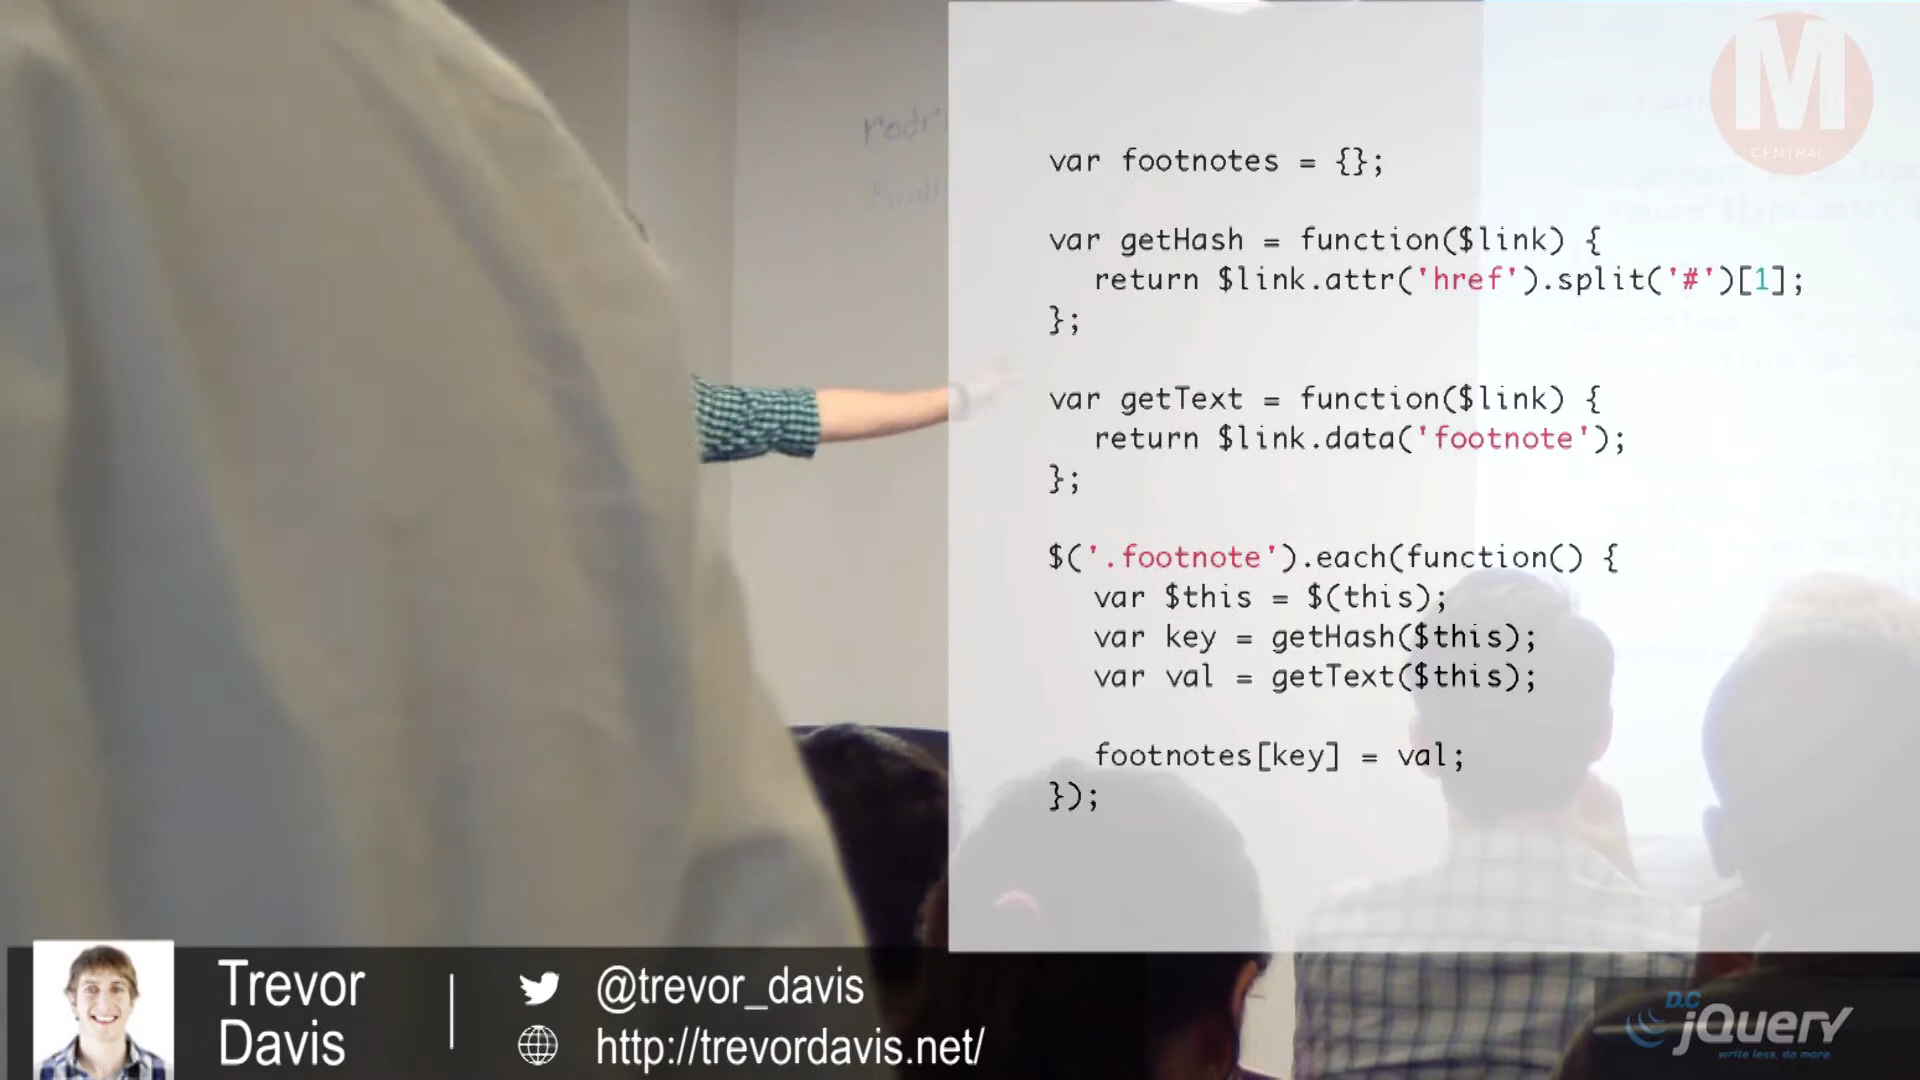 M
CENTRAL
var footnotes = {};
var getHash = function($link) {
return $link.attr('href').split('#')[1];
};
var getText = function($link) {
return $link.data('footnote');
};
$('.footnote').each(function() {
var $this = $(this);
var key = getHash($this);
var val = getText($this);
footnotes[key] = val;
});
Trevor
Davis
@trevor_davis
http://trevordavis.net/
D.C
jQuery
write less, do more.